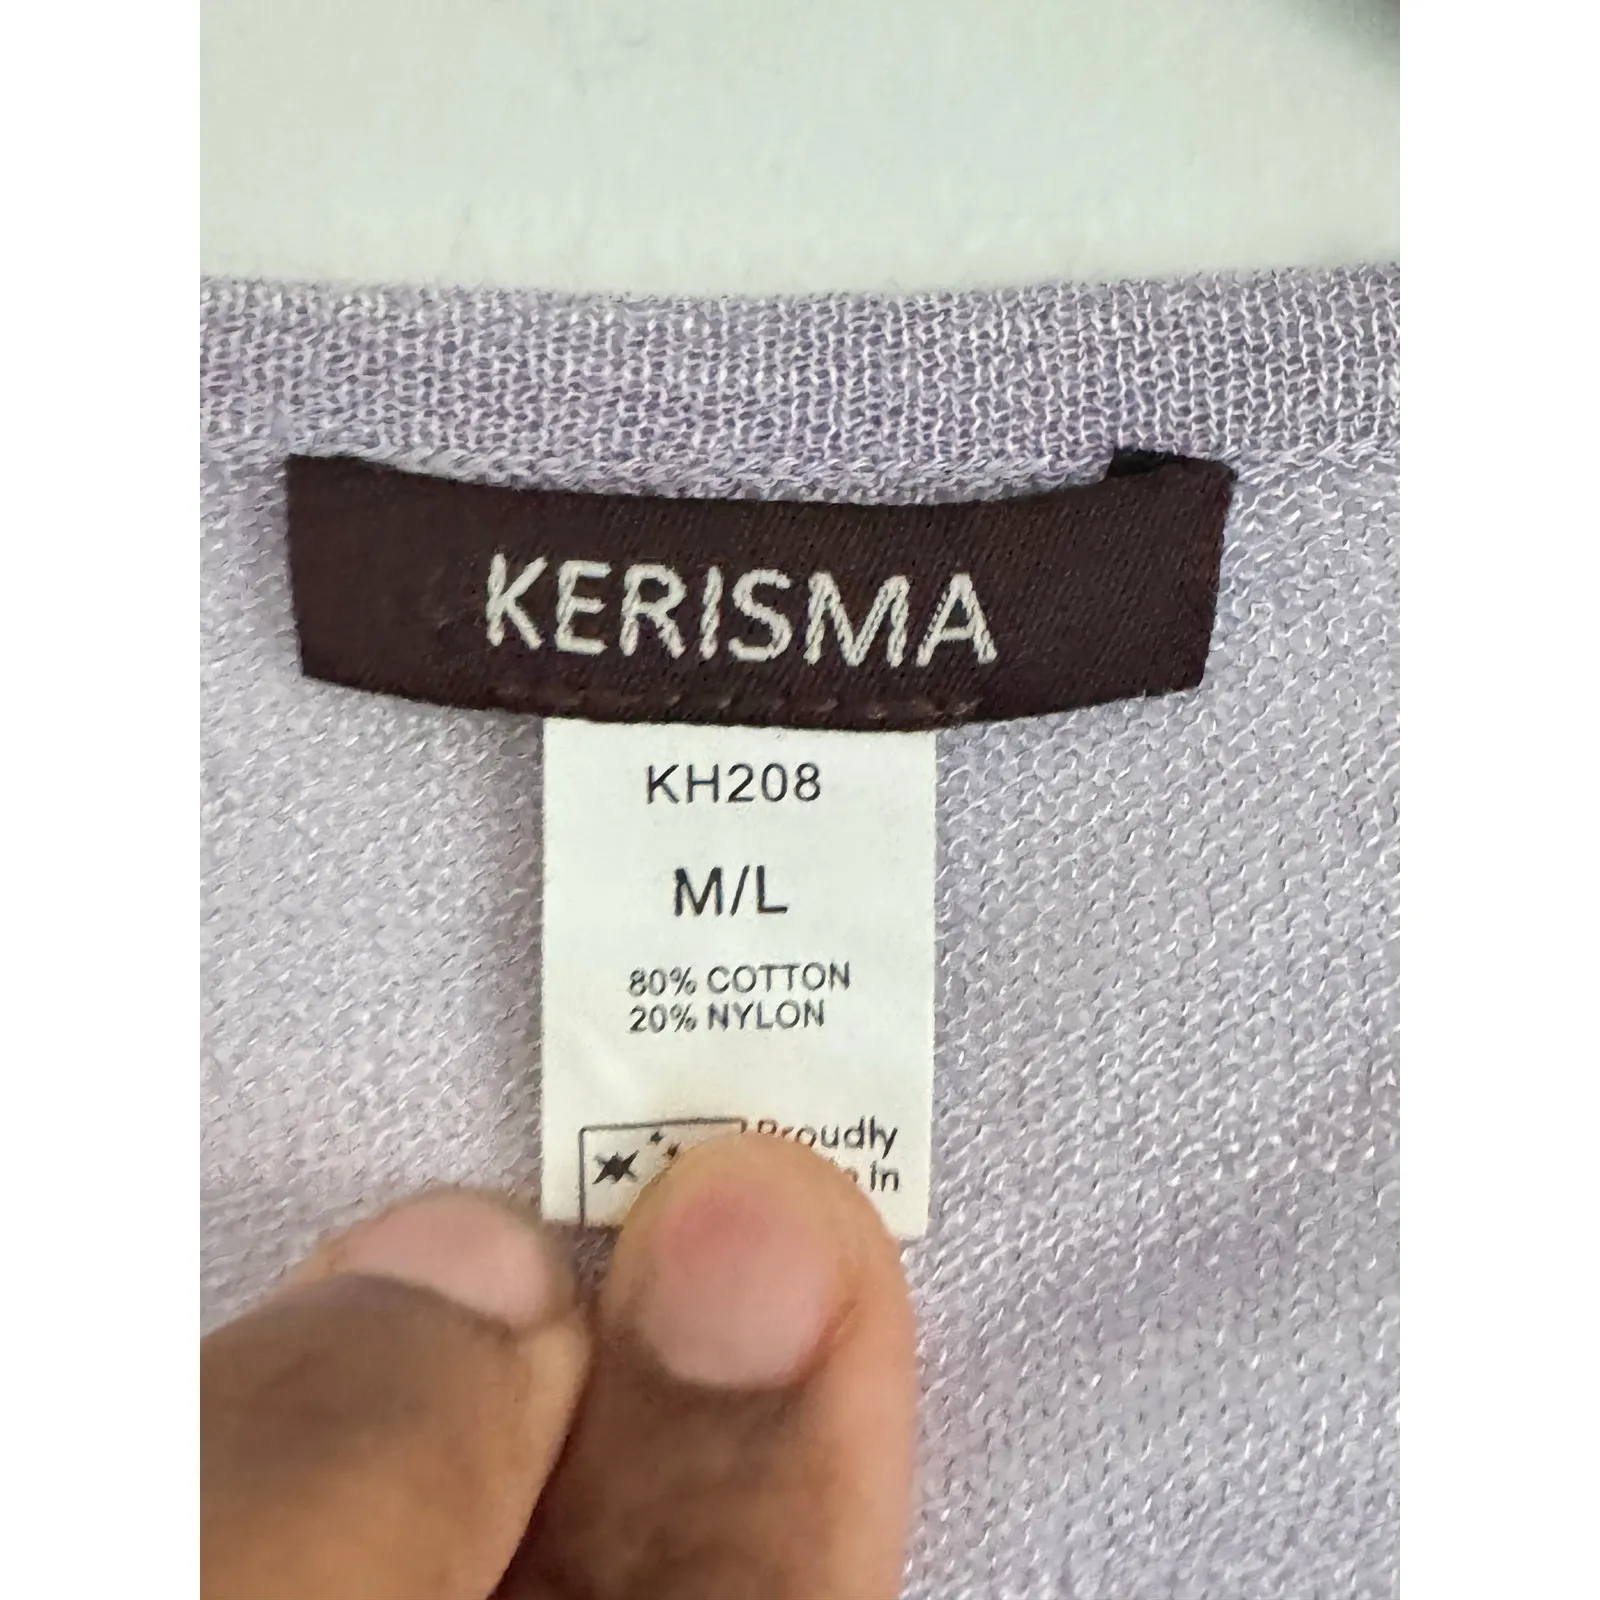 KERISMA
KH208
M/L
80% COTTON
20% NYLON
Proudly
In